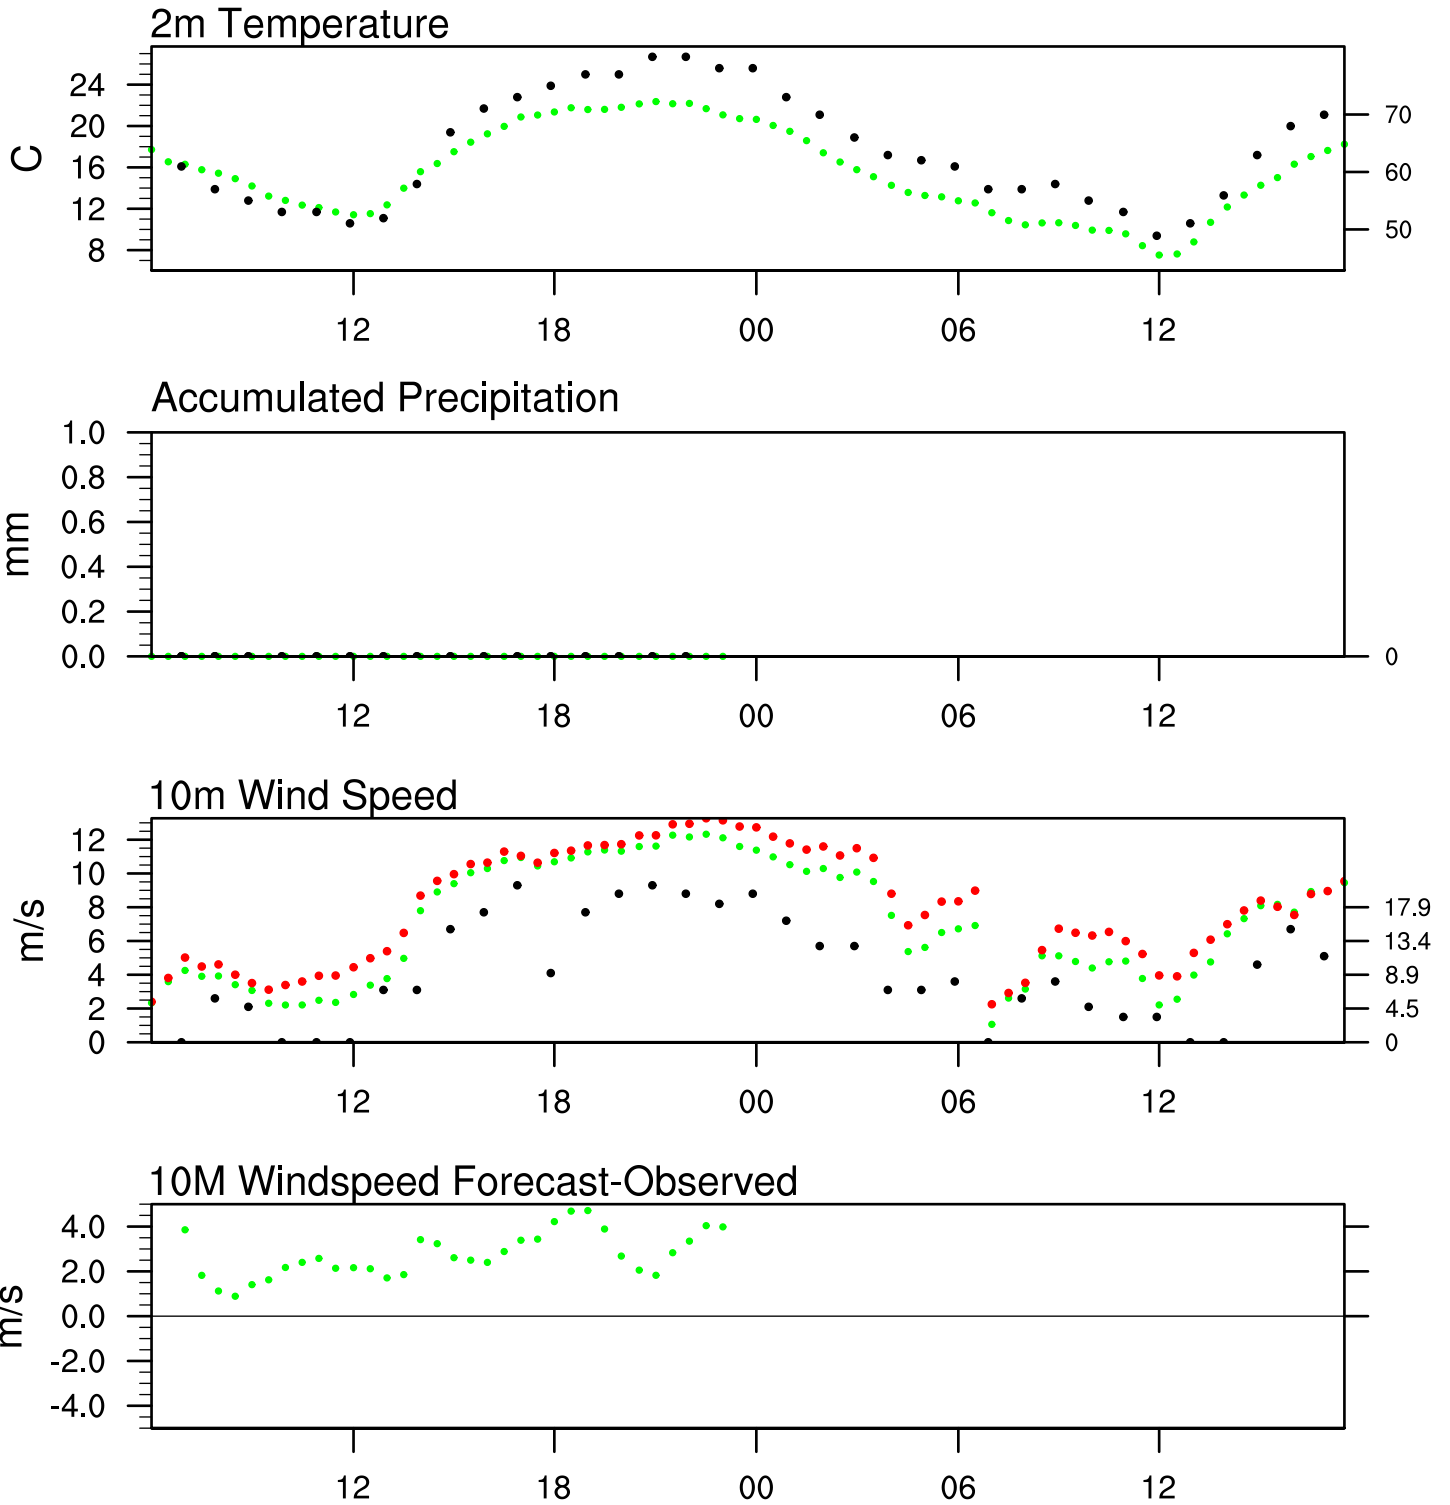 2m Temperature
C
24
20
16
12
8
70
60
50
12 18 00 06 12
Accumulated Precipitation
mm
1.0
0.8
0.6
0.4
0.2
0.0
0
12 18 00 06 12
10m Wind Speed
m/s
12
10
8
6
4
2
0
17.9
13.4
8.9
4.5
0
12 18 00 06 12
10M Windspeed Forecast-Observed
m/s
4.0
2.0
0.0
-2.0
-4.0
12 18 00 06 12